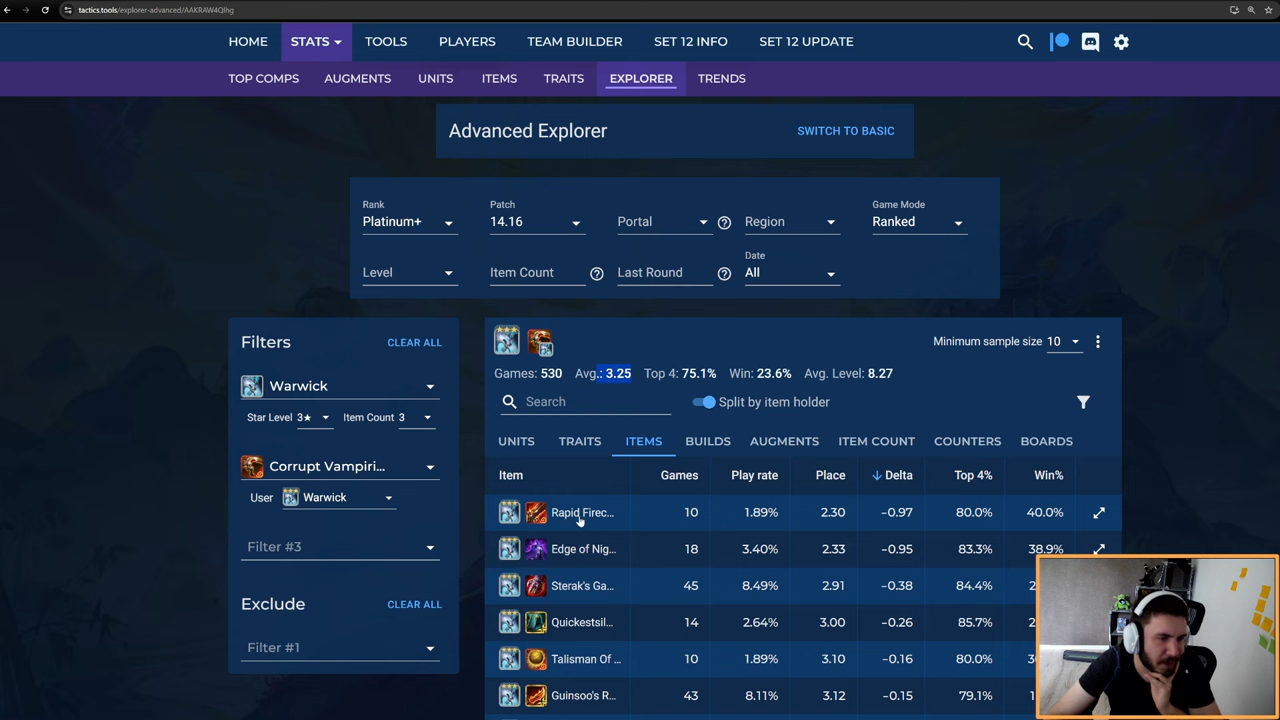 tactics.tools/explorer-advanced/AAKRAW4Qlhg
HOME STATS TOOLS PLAYERS TEAM BUILDER SET 12 INFO SET 12 UPDATE
TOP COMPS AUGMENTS UNITS ITEMS TRAITS EXPLORER TRENDS
Advanced Explorer SWITCH TO BASIC
Rank Patch Game Mode
Platinum+ 14.16 Portal Region Ranked
Date
Level Item Count Last Round All
Filters CLEAR ALL
Warwick
Star Level 3★ Item Count 3
Corrupt Vampiri...
User Warwick
Filter #3
Exclude CLEAR ALL
Filter #1
Minimum sample size 10
Games: 530 Avg.: 3.25 Top 4: 75.1% Win: 23.6% Avg. Level: 8.27
Search Split by item holder
UNITS TRAITS ITEMS BUILDS AUGMENTS ITEM COUNT COUNTERS BOARDS
Item Games Play rate Place Delta Top 4% Win%
Rapid Firec... 10 1.89% 2.30 −0.97 80.0% 40.0%
Edge of Nig... 18 3.40% 2.33 −0.95 83.3% 38.9%
Sterak's Ga... 45 8.49% 2.91 −0.38 84.4%
Quickestsil... 14 2.64% 3.00 −0.26 85.7%
Talisman Of ... 10 1.89% 3.10 −0.16 80.0%
Guinsoo's R... 43 8.11% 3.12 −0.15 79.1%